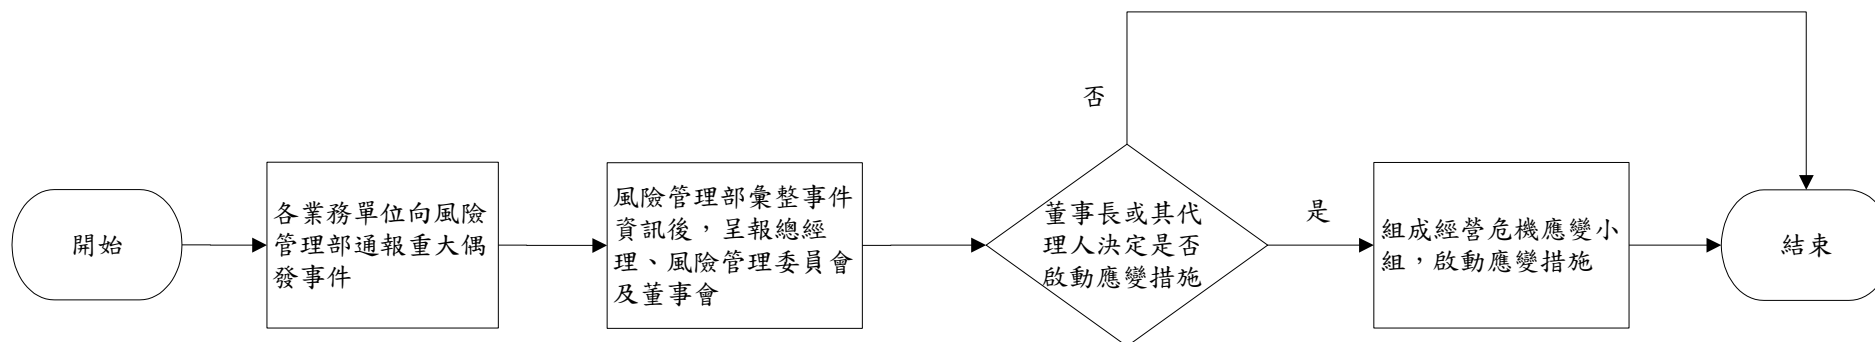 開始
各業務單位向風險
管理部通報重大偶
發事件
風險管理部彙整事件
資訊後，呈報總經
理、風險管理委員會
及董事會
董事長或其代
理人決定是否
啟動應變措施
否
是
組成經營危機應變小
組，啟動應變措施
結束